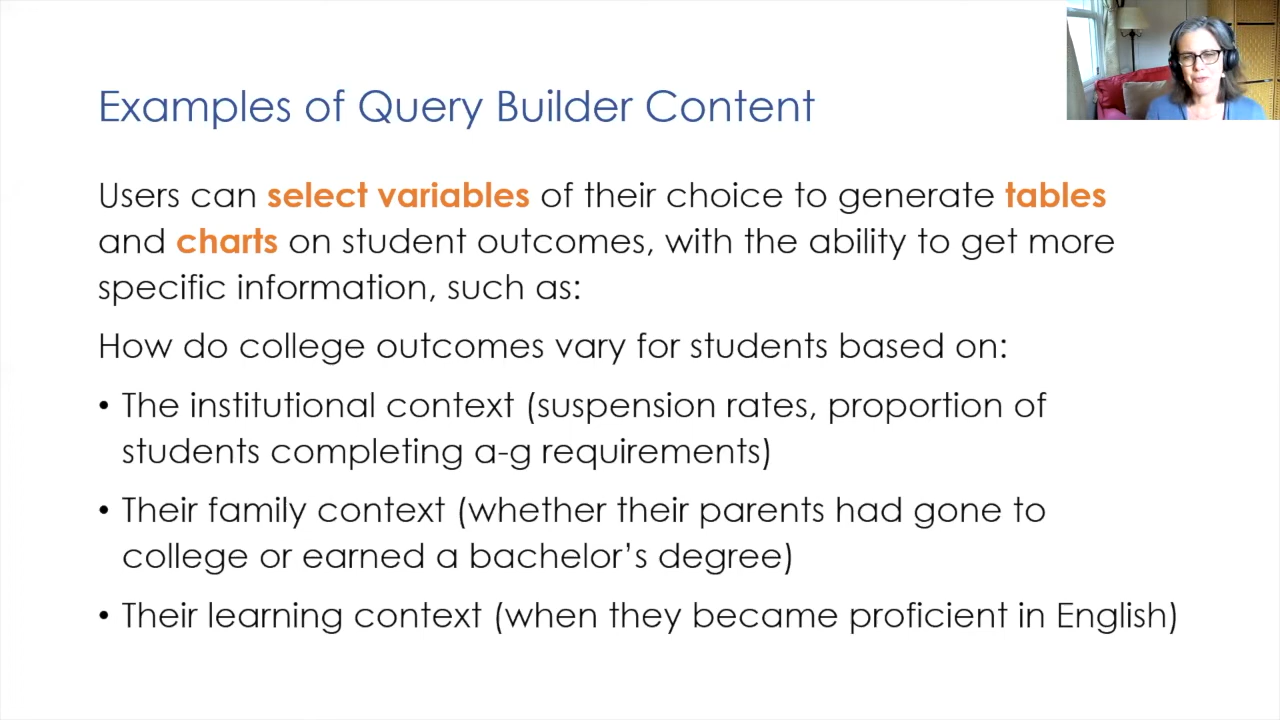 Examples of Query Builder Content
Users can select variables of their choice to generate tables
and charts on student outcomes, with the ability to get more
specific information, such as:
How do college outcomes vary for students based on:
• The institutional context (suspension rates, proportion of
students completing a-g requirements)
• Their family context (whether their parents had gone to
college or earned a bachelor’s degree)
• Their learning context (when they became proficient in English)